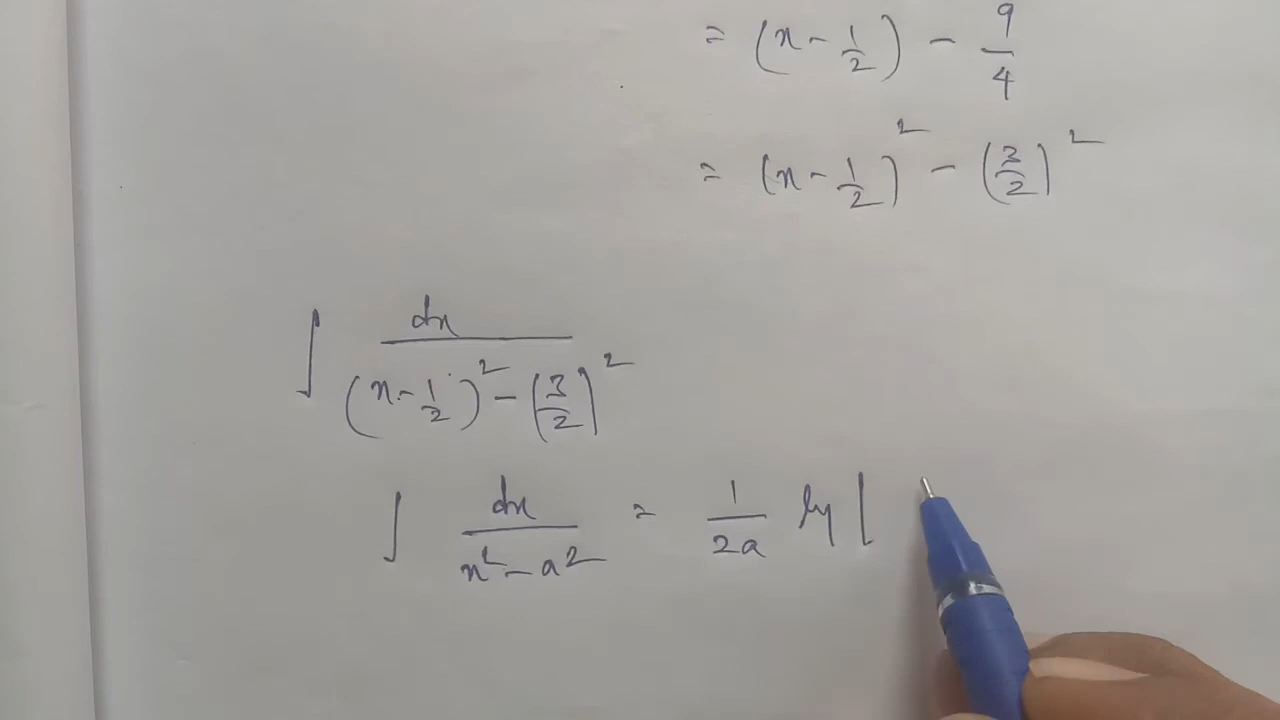 = (x - 1/2) - 9/4
= (x - 1/2)² - (3/2)²
∫ dx / (x - 1/2)² - (3/2)²
∫ dx / x² - a² = 1/2a log |